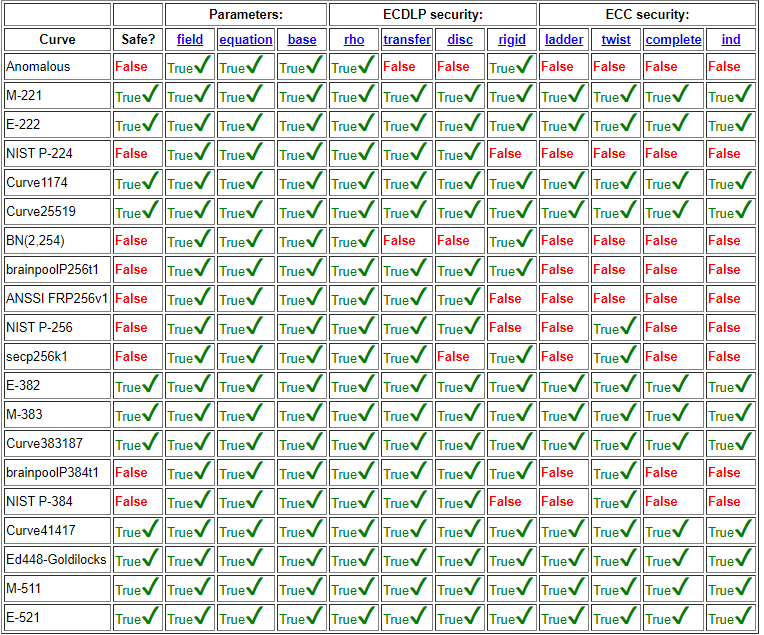 Parameters: ECDLP security: ECC security:
Curve Safe? field equation base rho transfer disc rigid ladder twist complete ind
Anomalous False True✓ True✓ True✓ True✓ False False True✓ False False False False
M-221 True✓ True✓ True✓ True✓ True✓ True✓ True✓ True✓ True✓ True✓ True✓ True✓
E-222 True✓ True✓ True✓ True✓ True✓ True✓ True✓ True✓ True✓ True✓ True✓ True✓
NIST P-224 False True✓ True✓ True✓ True✓ True✓ True✓ False False False False False
Curve1174 True✓ True✓ True✓ True✓ True✓ True✓ True✓ True✓ True✓ True✓ True✓ True✓
Curve25519 True✓ True✓ True✓ True✓ True✓ True✓ True✓ True✓ True✓ True✓ True✓ True✓
BN(2,254) False True✓ True✓ True✓ True✓ False False True✓ False False False False
brainpoolP256t1 False True✓ True✓ True✓ True✓ True✓ True✓ True✓ False False False False
ANSSI FRP256v1 False True✓ True✓ True✓ True✓ True✓ True✓ False False False False False
NIST P-256 False True✓ True✓ True✓ True✓ True✓ True✓ False False True✓ False False
secp256k1 False True✓ True✓ True✓ True✓ True✓ False True✓ False True✓ False False
E-382 True✓ True✓ True✓ True✓ True✓ True✓ True✓ True✓ True✓ True✓ True✓ True✓
M-383 True✓ True✓ True✓ True✓ True✓ True✓ True✓ True✓ True✓ True✓ True✓ True✓
Curve383187 True✓ True✓ True✓ True✓ True✓ True✓ True✓ True✓ True✓ True✓ True✓ True✓
brainpoolP384t1 False True✓ True✓ True✓ True✓ True✓ True✓ True✓ False True✓ False False
NIST P-384 False True✓ True✓ True✓ True✓ True✓ True✓ False False True✓ False False
Curve41417 True✓ True✓ True✓ True✓ True✓ True✓ True✓ True✓ True✓ True✓ True✓ True✓
Ed448-Goldilocks True✓ True✓ True✓ True✓ True✓ True✓ True✓ True✓ True✓ True✓ True✓ True✓
M-511 True✓ True✓ True✓ True✓ True✓ True✓ True✓ True✓ True✓ True✓ True✓ True✓
E-521 True✓ True✓ True✓ True✓ True✓ True✓ True✓ True✓ True✓ True✓ True✓ True✓